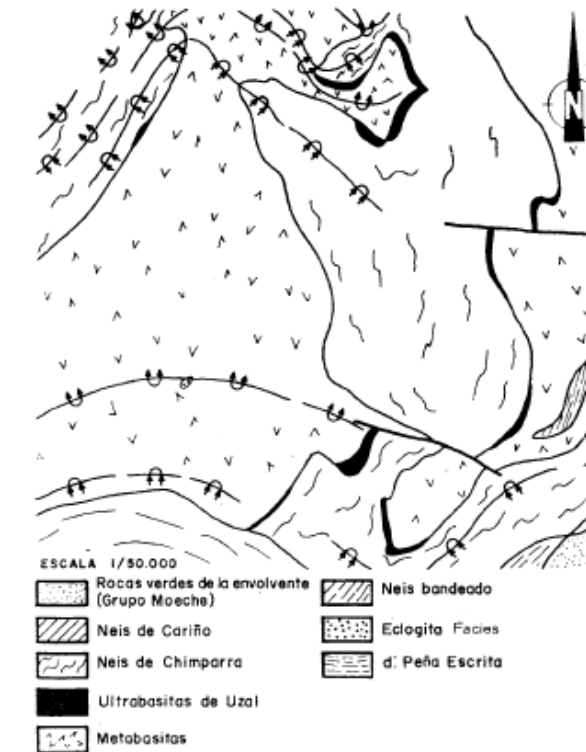 N
ESCALA 1/50.000
Rocas verdes de la envolvente
(Grupo Moeche)
Neis de Cariño
Neis de Chimparra
Ultrabasitas de Uzal
Metabasitas
Neis bandeado
Eclogita Facies
d. Peña Escrita